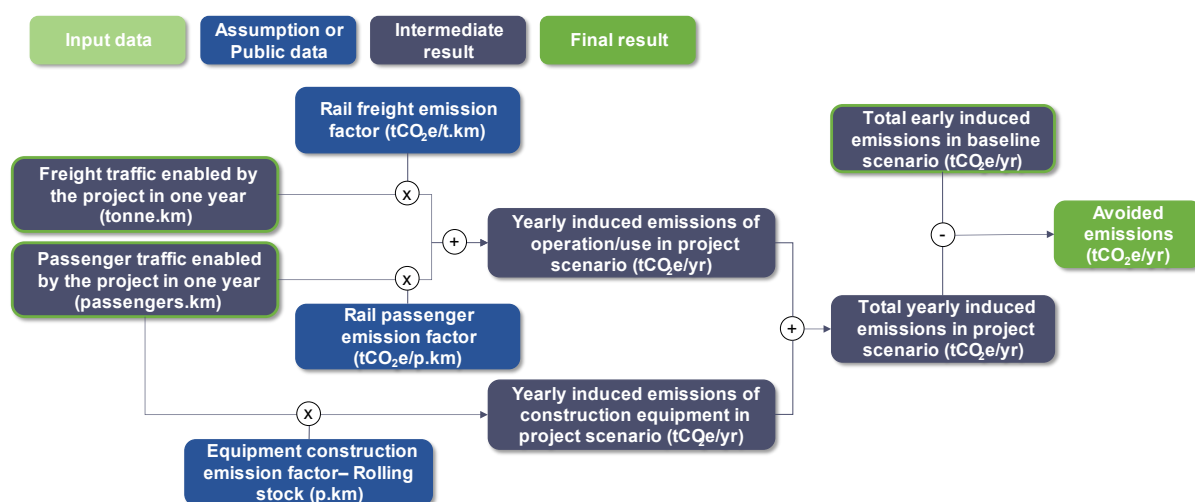 Input data
Assumption or
Public data
Intermediate
result
Final result
Rail freight emission
factor (tCO₂e/t.km)
Total early induced
emissions in baseline
scenario (tCO₂e/yr)
Freight traffic enabled by
the project in one year
(tonne.km)
x
Yearly induced emissions of
operation/use in project
scenario (tCO₂e/yr)
+
-
Avoided
emissions
(tCO₂e/yr)
Passenger traffic enabled
by the project in one year
(passengers.km)
x
Rail passenger
emission factor
(tCO₂e/p.km)
+
Total yearly induced
emissions in project
scenario (tCO₂e/yr)
x
Yearly induced emissions of
construction equipment in
project scenario (tCO₂e/yr)
Equipment construction
emission factor– Rolling
stock (p.km)